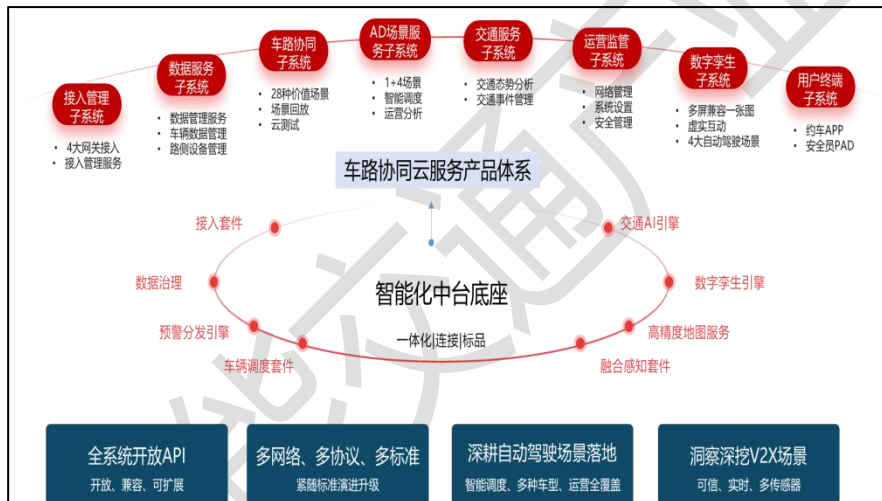 接入管理
子系统
• 4大网关接入
• 接入管理服务
数据服务
子系统
• 数据管理服务
• 车辆数据管理
• 路侧设备管理
车路协同
子系统
• 28种价值场景
• 场景回放
• 云测试
AD场景服
务子系统
• 1+4场景
• 智能调度
• 运营分析
交通服务
子系统
• 交通态势分析
• 交通事件管理
运营监管
子系统
• 网络管理
• 系统设置
• 安全管理
数字孪生
子系统
• 多屏兼容一张图
• 虚实互动
• 4大自动驾驶场景
用户终端
子系统
• 约车APP
• 安全员PAD
车路协同云服务产品体系
接入套件
交通AI引擎
数据治理
数字孪生引擎
智能化中台底座
预警分发引擎
高精度地图服务
一体化|连接|标品
车辆调度套件
融合感知套件
全系统开放API
开放、兼容、可扩展
多网络、多协议、多标准
紧随标准演进升级
深耕自动驾驶场景落地
智能调度、多种车型、运营全覆盖
洞察深挖V2X场景
可信、实时、多传感器
能交通产业